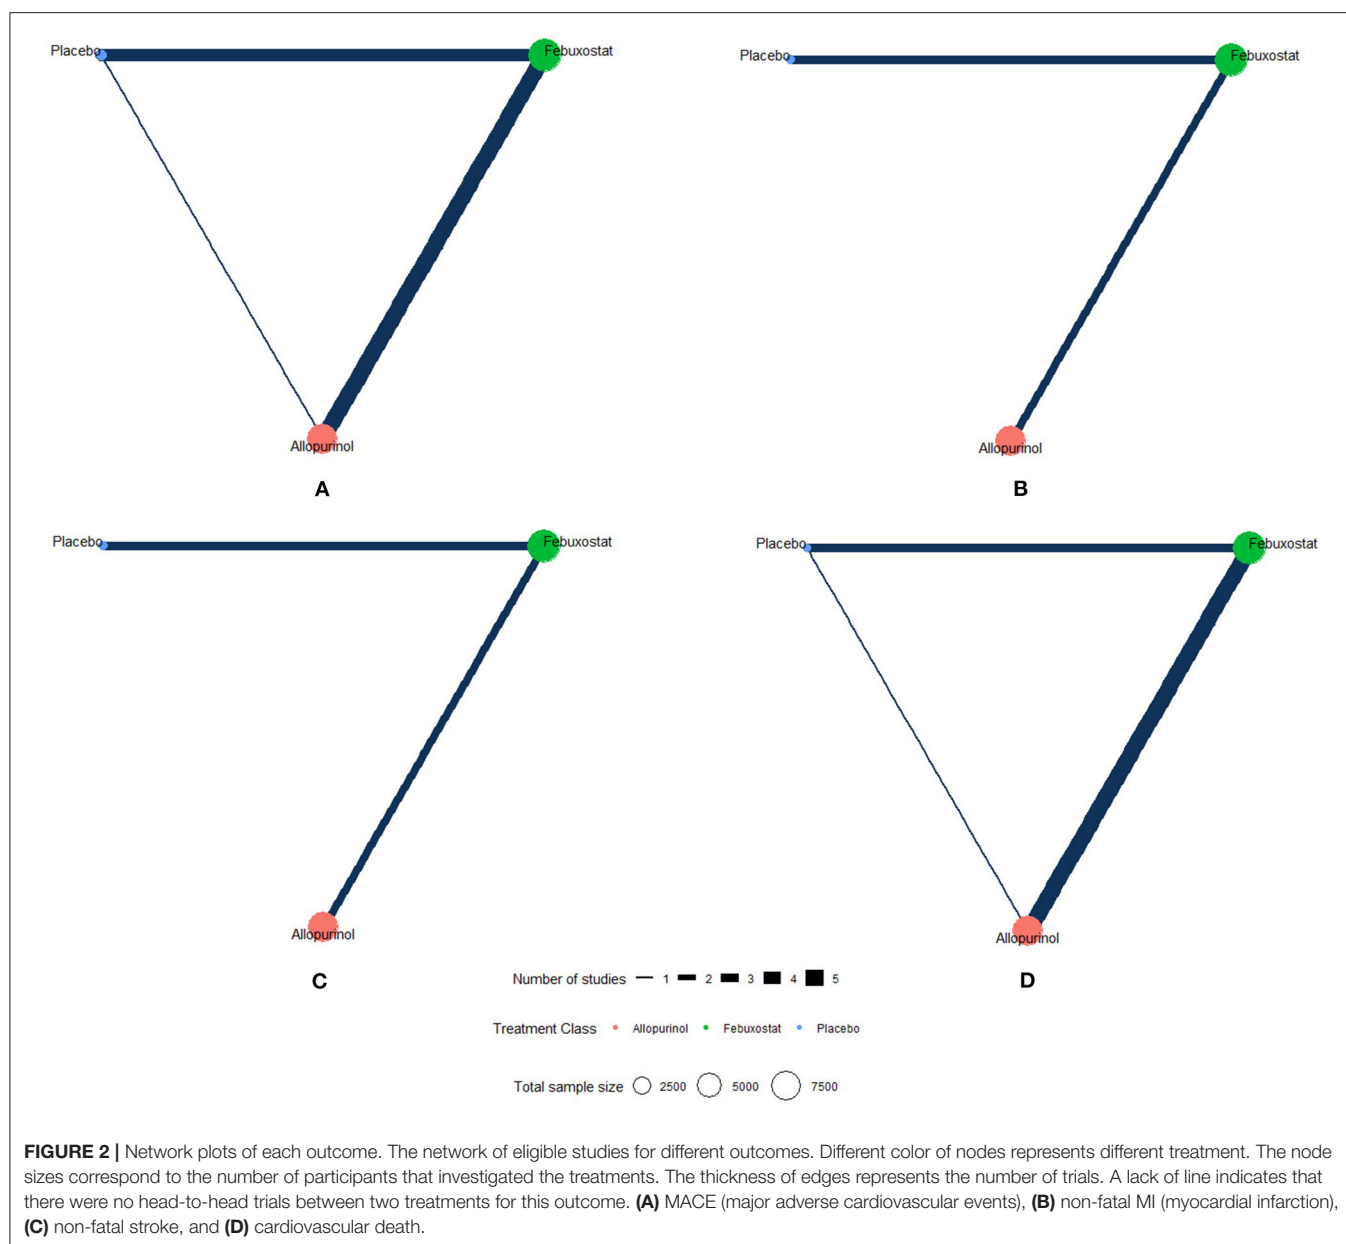 Placebo
Febuxostat
Allopurinol
A
Placebo
Febuxostat
Allopurinol
B
Placebo
Febuxostat
Allopurinol
C
Placebo
Febuxostat
Allopurinol
D
Number of studies 1 2 3 4 5
Treatment Class Allopurinol Febuxostat Placebo
Total sample size 2500 5000 7500
FIGURE 2 | Network plots of each outcome. The network of eligible studies for different outcomes. Different color of nodes represents different treatment. The node
sizes correspond to the number of participants that investigated the treatments. The thickness of edges represents the number of trials. A lack of line indicates that
there were no head-to-head trials between two treatments for this outcome. (A) MACE (major adverse cardiovascular events), (B) non-fatal MI (myocardial infarction),
(C) non-fatal stroke, and (D) cardiovascular death.